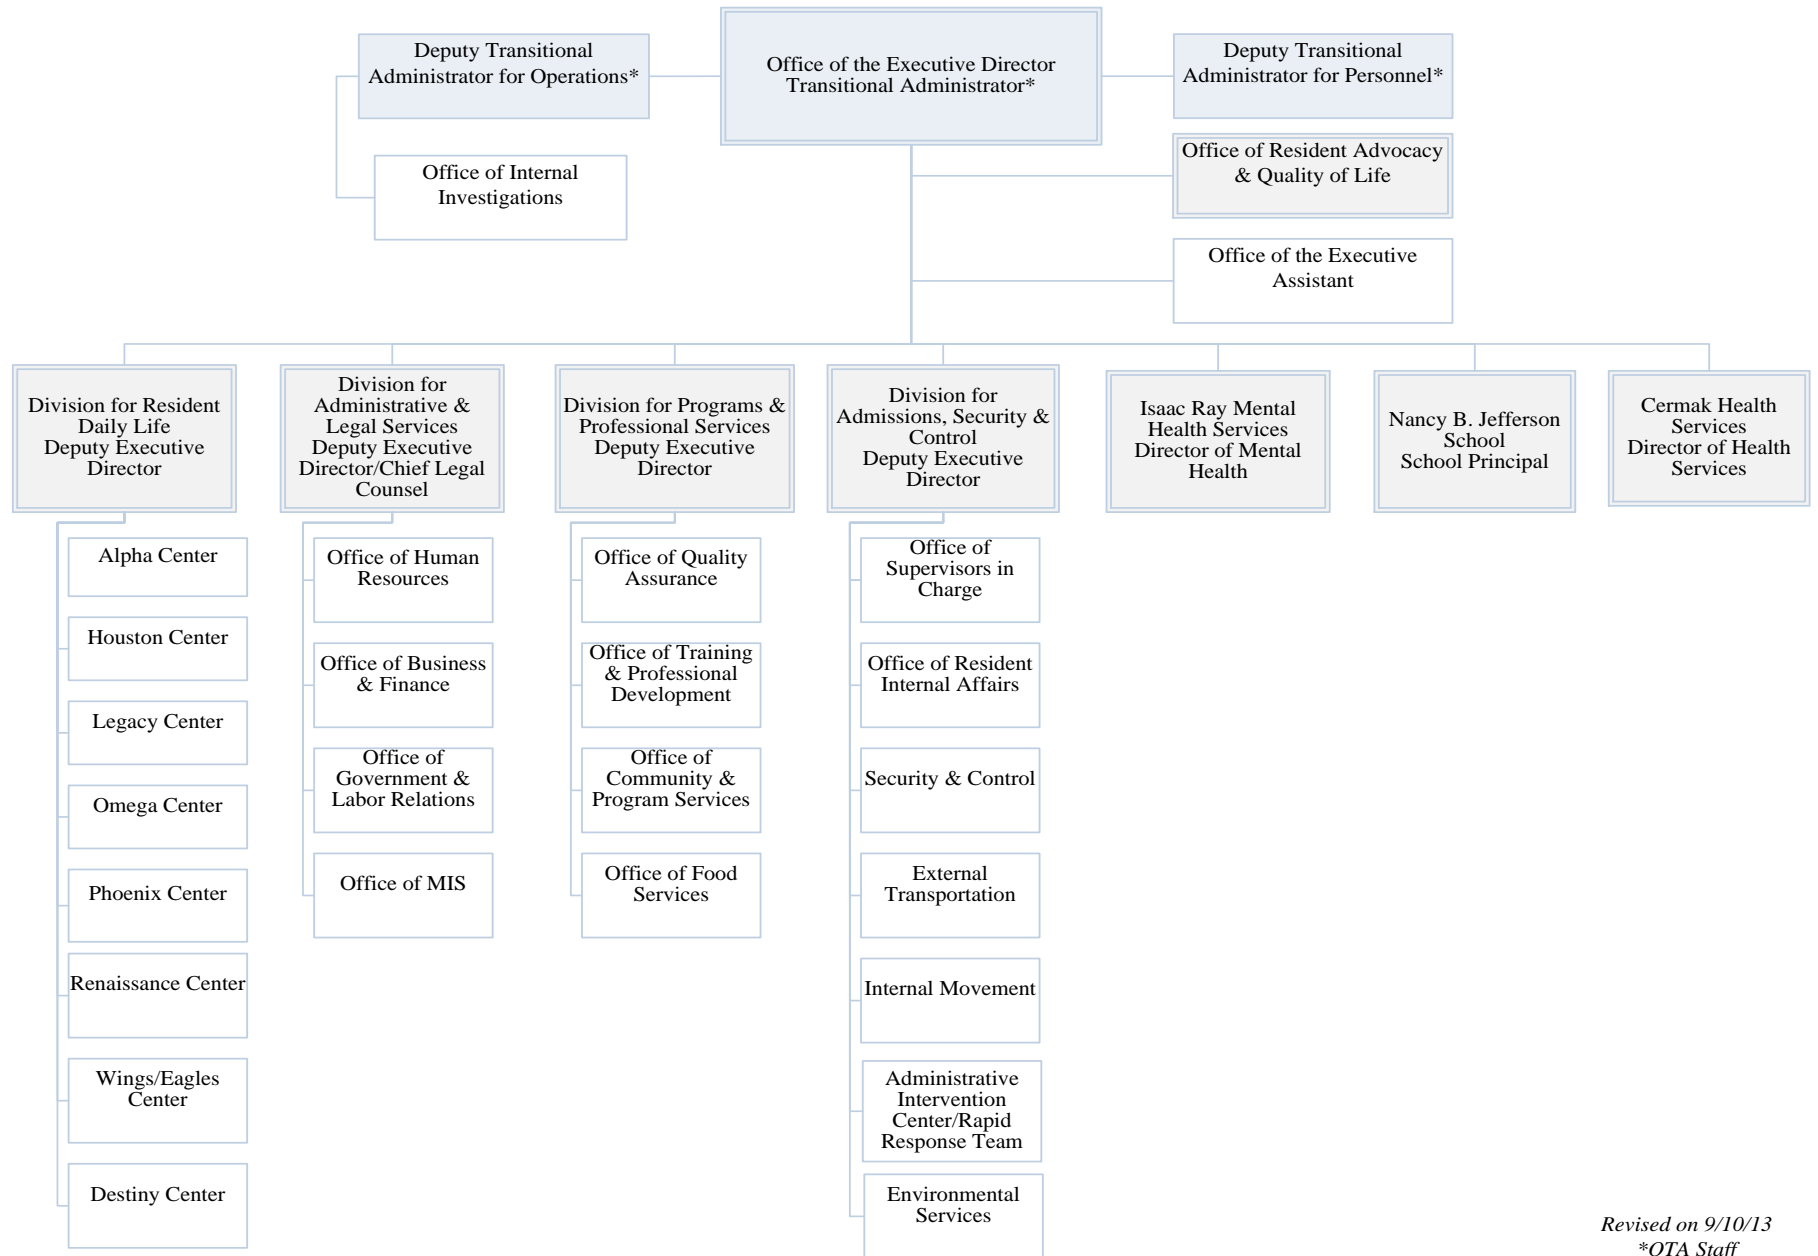 Deputy Transitional
Administrator for Operations*
Office of the Executive Director
Transitional Administrator*
Deputy Transitional
Administrator for Personnel*
Office of Internal
Investigations
Office of Resident Advocacy
& Quality of Life
Office of the Executive
Assistant
Division for Resident
Daily Life
Deputy Executive
Director
Division for
Administrative &
Legal Services
Deputy Executive
Director/Chief Legal
Counsel
Division for Programs &
Professional Services
Deputy Executive
Director
Division for
Admissions, Security &
Control
Deputy Executive
Director
Isaac Ray Mental
Health Services
Director of Mental
Health
Nancy B. Jefferson
School
School Principal
Cermak Health
Services
Director of Health
Services
Alpha Center
Houston Center
Legacy Center
Omega Center
Phoenix Center
Renaissance Center
Wings/Eagles
Center
Destiny Center
Office of Human
Resources
Office of Business
& Finance
Office of
Government &
Labor Relations
Office of MIS
Office of Quality
Assurance
Office of Training
& Professional
Development
Office of
Community &
Program Services
Office of Food
Services
Office of
Supervisors in
Charge
Office of Resident
Internal Affairs
Security & Control
External
Transportation
Internal Movement
Administrative
Intervention
Center/Rapid
Response Team
Environmental
Services
Revised on 9/10/13
*OTA Staff